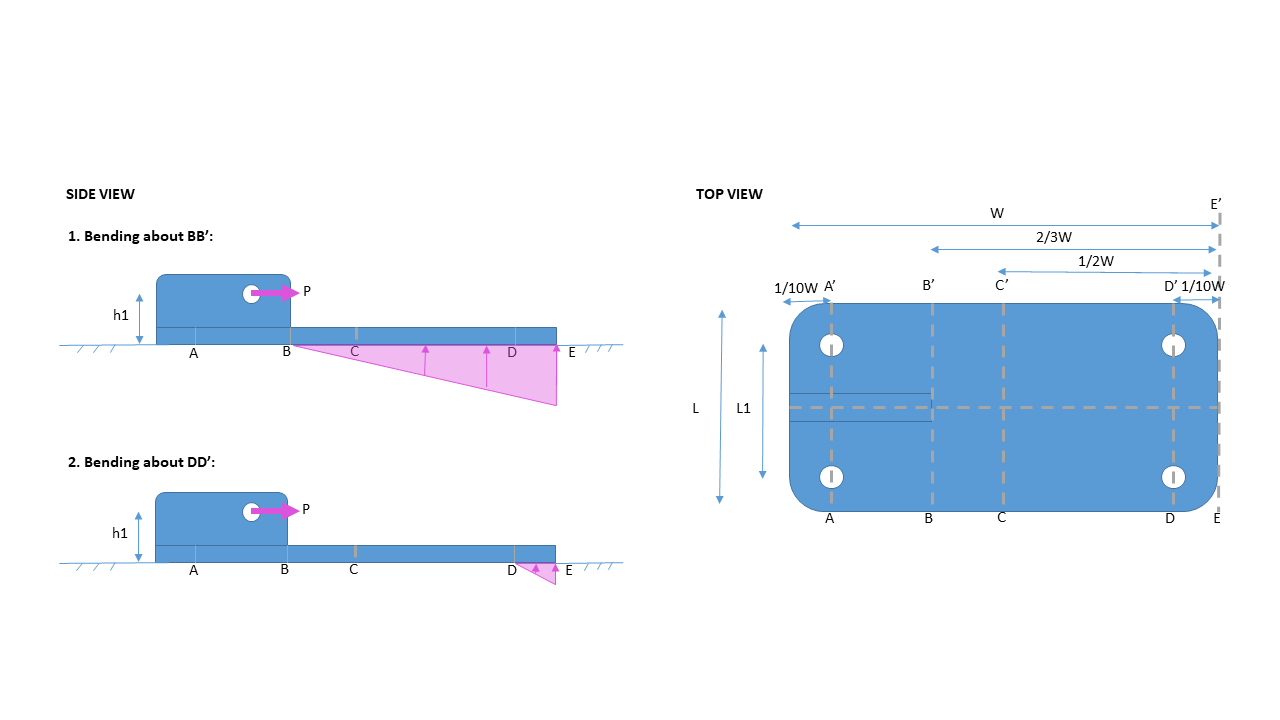 SIDE VIEW
1. Bending about BB’:
P
h1
A
B
C
D
E
2. Bending about DD’:
P
h1
A
B
C
D
E
TOP VIEW
E’
W
2/3W
1/2W
1/10W
A’
B’
C’
D’
1/10W
L
L1
A
B
C
D
E